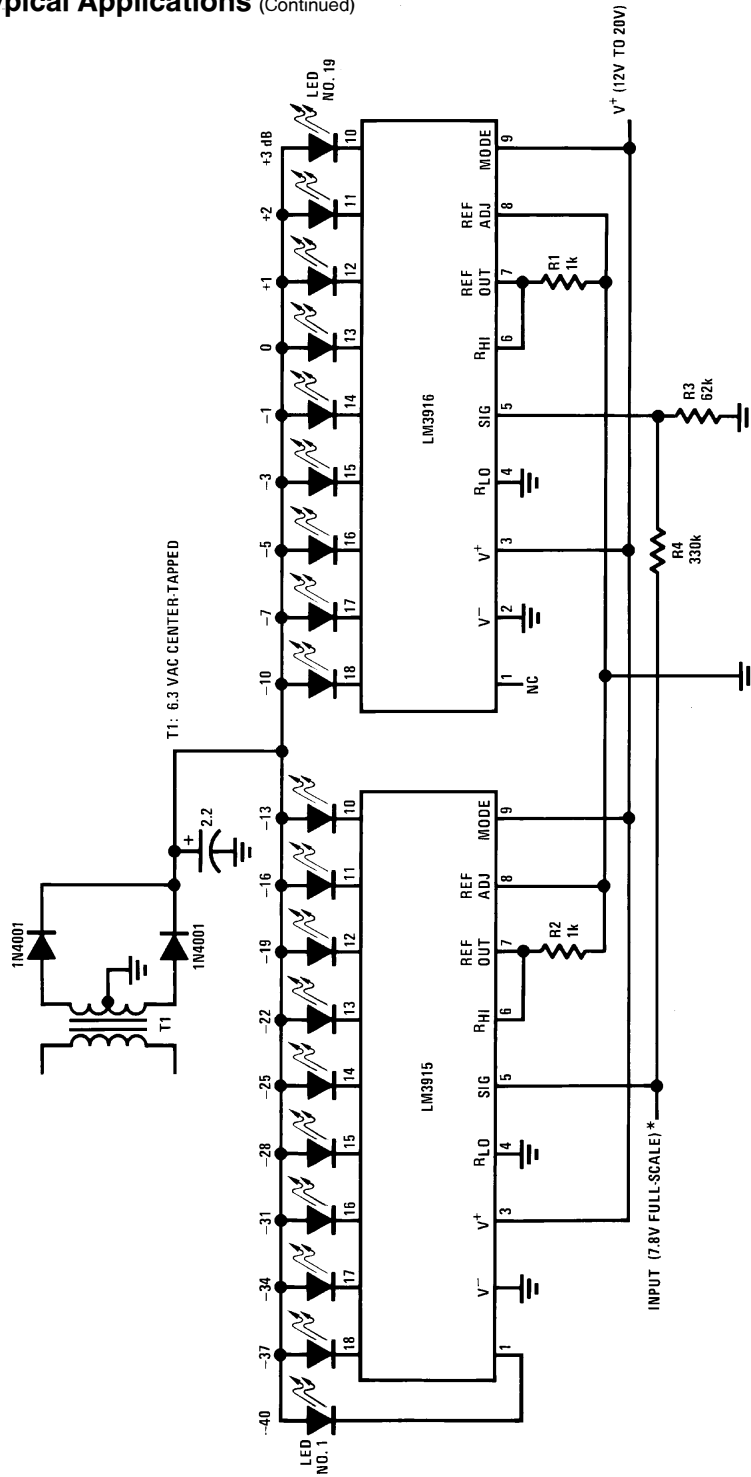 ypical Applications (Continued)
T1: 6.3 VAC CENTER-TAPPED
1N4001
1N4001
T1
+
2.2
LED
NO. 1
–40
–37
–34
–31
–28
–25
–22
–19
–16
–13
–10
–7
–5
–3
–1
0
+1
+2
+3 dB
LED
NO. 19
18
17
16
15
14
13
12
11
10
LM3915
1
V–
3
V+
4
RLO
5
SIG
6
RHI
7
REF
OUT
8
REF
ADJ
9
MODE
R2
1k
18
17
16
15
14
13
12
11
10
LM3916
1
NC
2
V–
3
V+
4
RLO
5
SIG
6
RHI
7
REF
OUT
8
REF
ADJ
9
MODE
R1
1k
V+ (12V TO 20V)
R3
62k
R4
330k
INPUT (7.8V FULL-SCALE)*